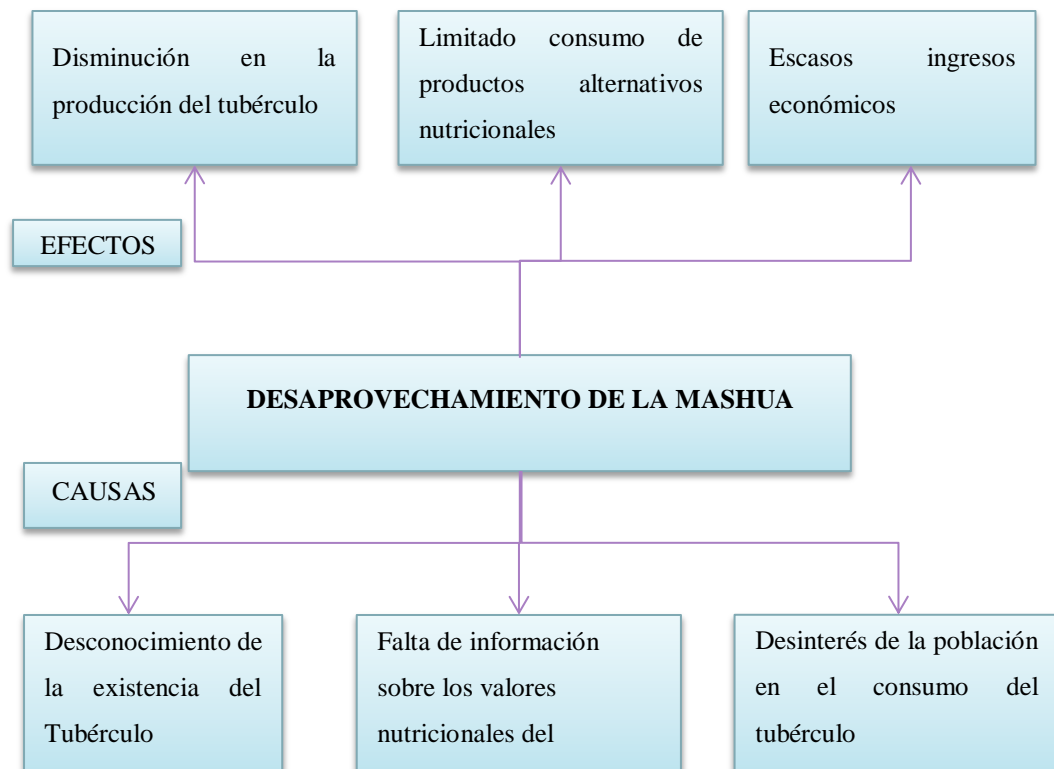 Disminución en la
producción del tubérculo
Limitado consumo de
productos alternativos
nutricionales
Escasos ingresos
económicos
EFECTOS
DESAPROVECHAMIENTO DE LA MASHUA
CAUSAS
Desconocimiento de
la existencia del
Tubérculo
Falta de información
sobre los valores
nutricionales del
Desinterés de la población
en el consumo del
tubérculo